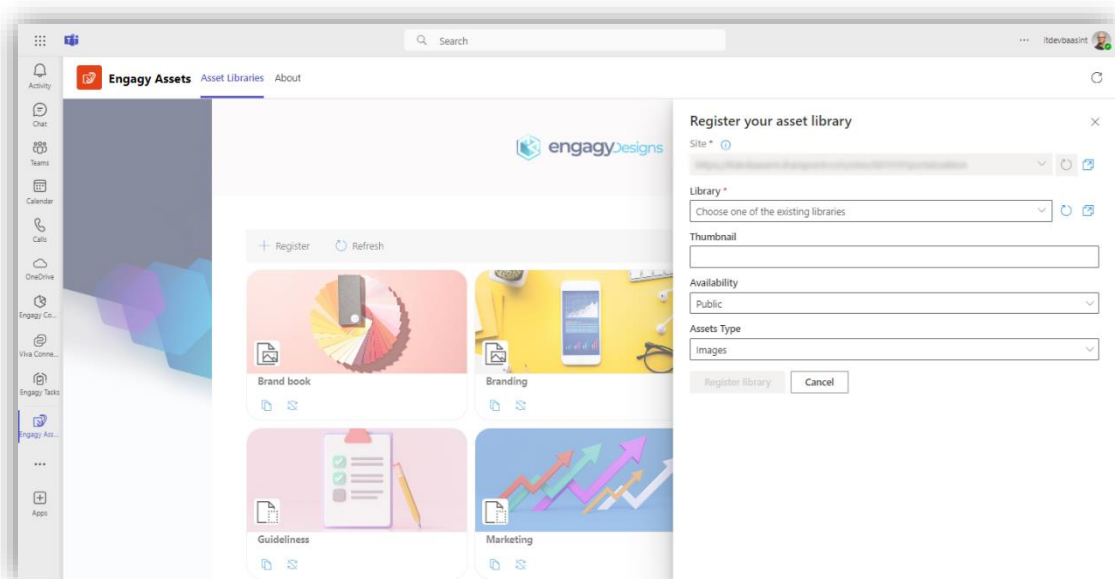 Search
itdevbaasint
Activity
Chat
Teams
Calendar
Calls
OneDrive
Engagy Co...
Viva Conne...
Engagy Tasks
Engagy Ass...
Apps
Engagy Assets Asset Libraries About
engagyDesigns
Register Refresh
Brand book
Branding
Guideliness
Marketing
Register your asset library
Site *
Library *
Choose one of the existing libraries
Thumbnail
Availability
Public
Assets Type
Images
Register library Cancel